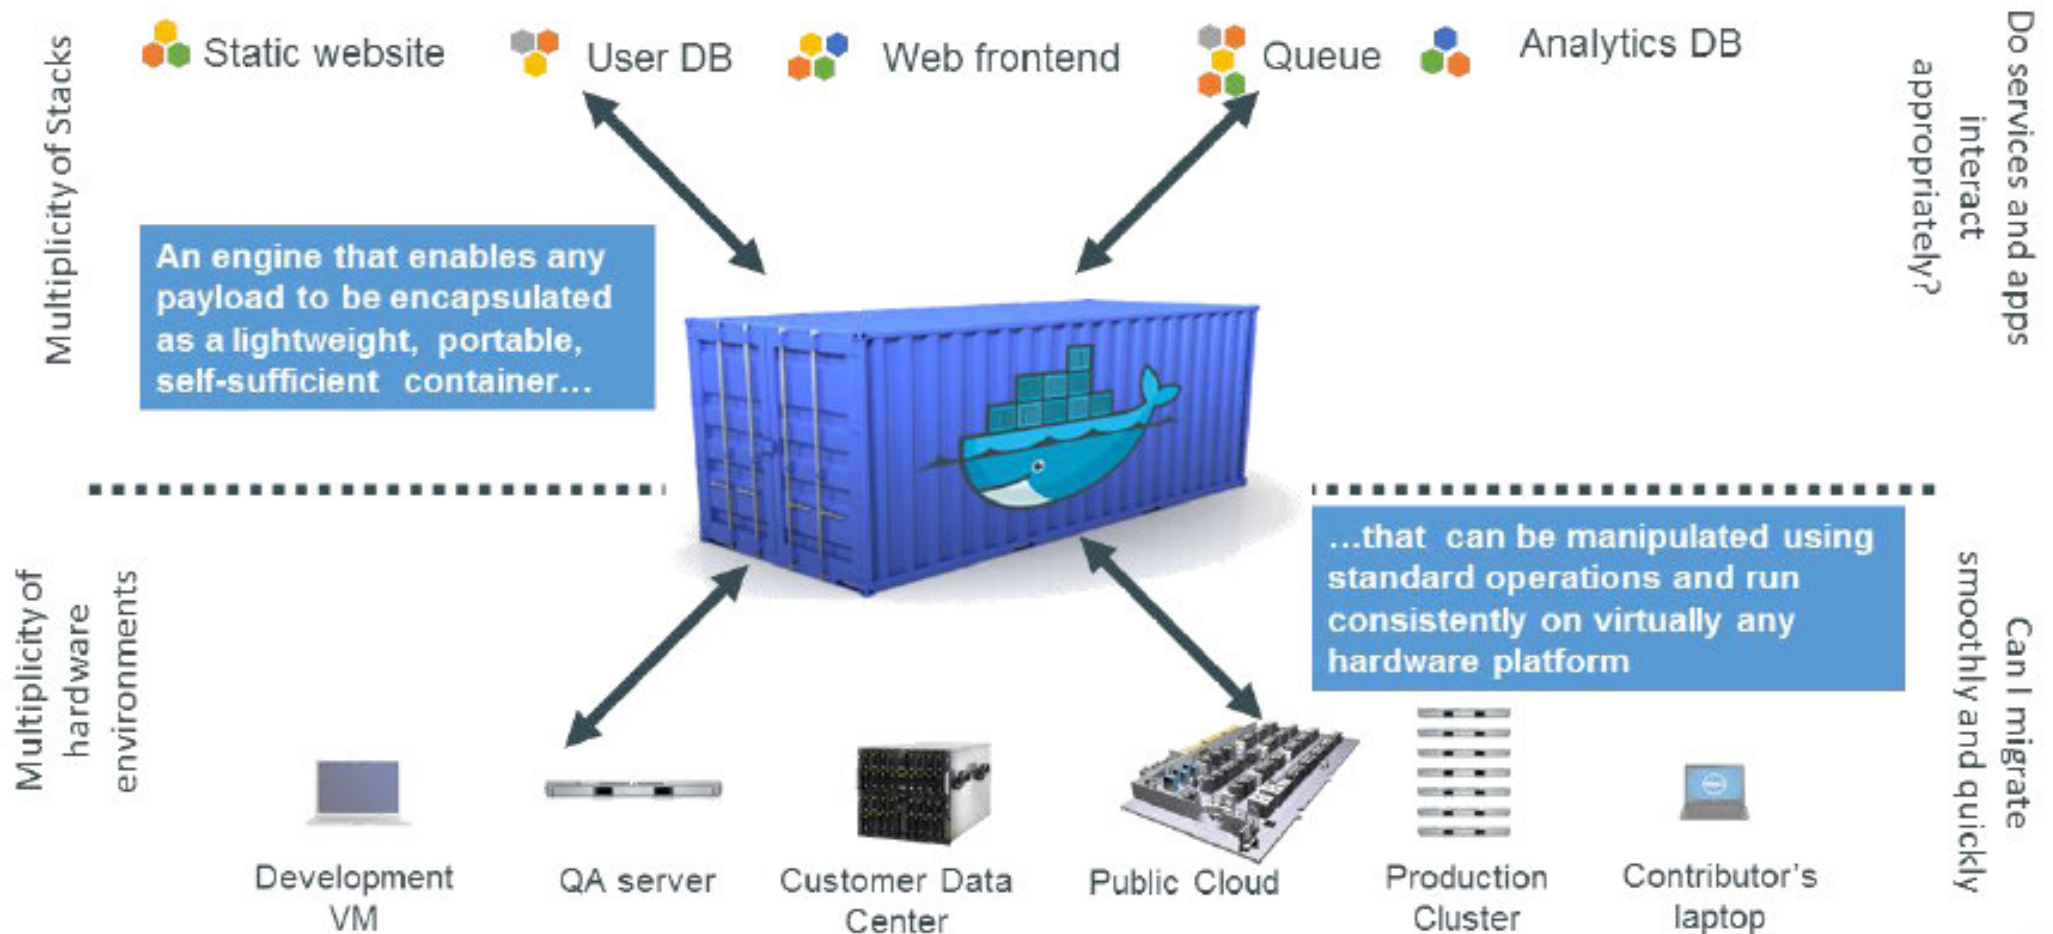 Static website
User DB
Web frontend
Queue
Analytics DB
Multiplicity of Stacks
Do services and apps
interact
appropriately?
An engine that enables any
payload to be encapsulated
as a lightweight, portable,
self-sufficient container...
...that can be manipulated using
standard operations and run
consistently on virtually any
hardware platform
Multiplicity of
hardware
environments
Can I migrate
smoothly and quickly
Development
VM
QA server
Customer Data
Center
Public Cloud
Production
Cluster
Contributor's
laptop